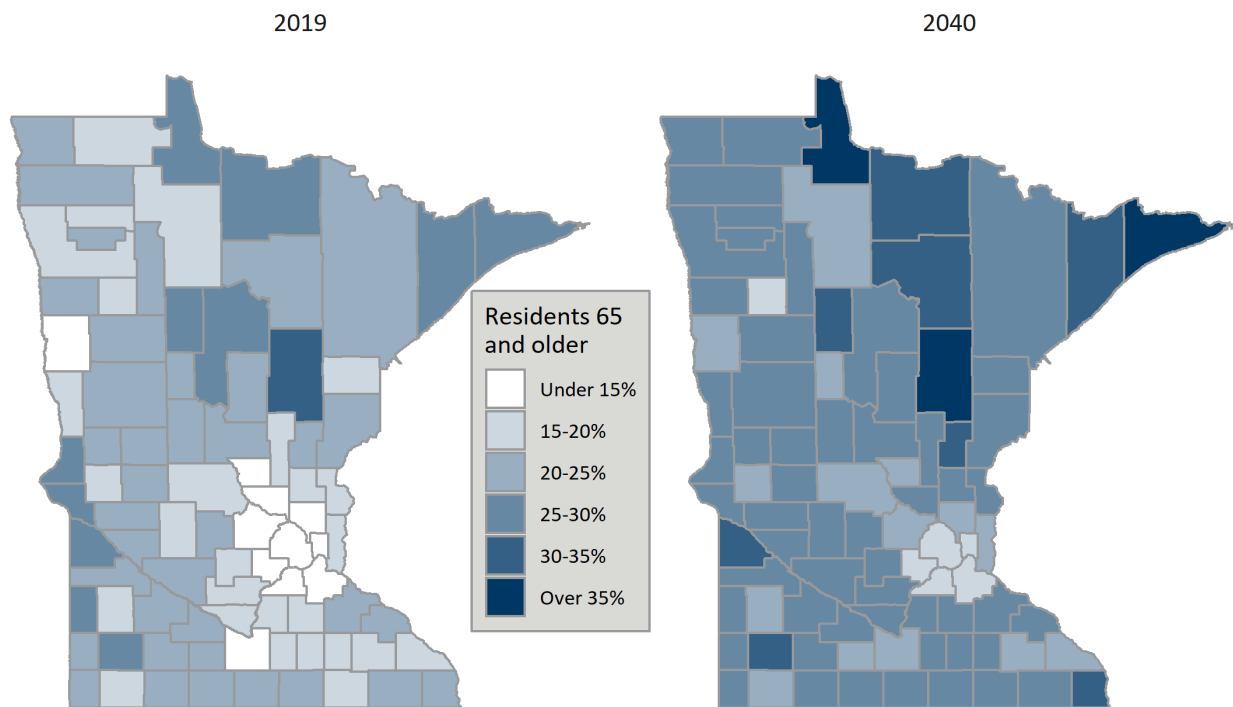 2019
2040
Residents 65
and older
Under 15%
15-20%
20-25%
25-30%
30-35%
Over 35%